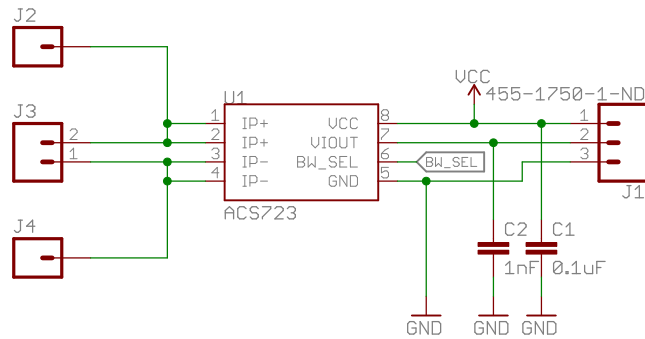 J2
VCC
455-1750-1-ND
U1
J3
1 IP+ VCC 8 1
2 2 IP+ VIOUT 7 2
1 3 IP- BW_SEL 6 BW_SEL 3
4 IP- GND 5
J1
ACS723
J4
C2 C1
1nF 0.1uF
GND GND GND